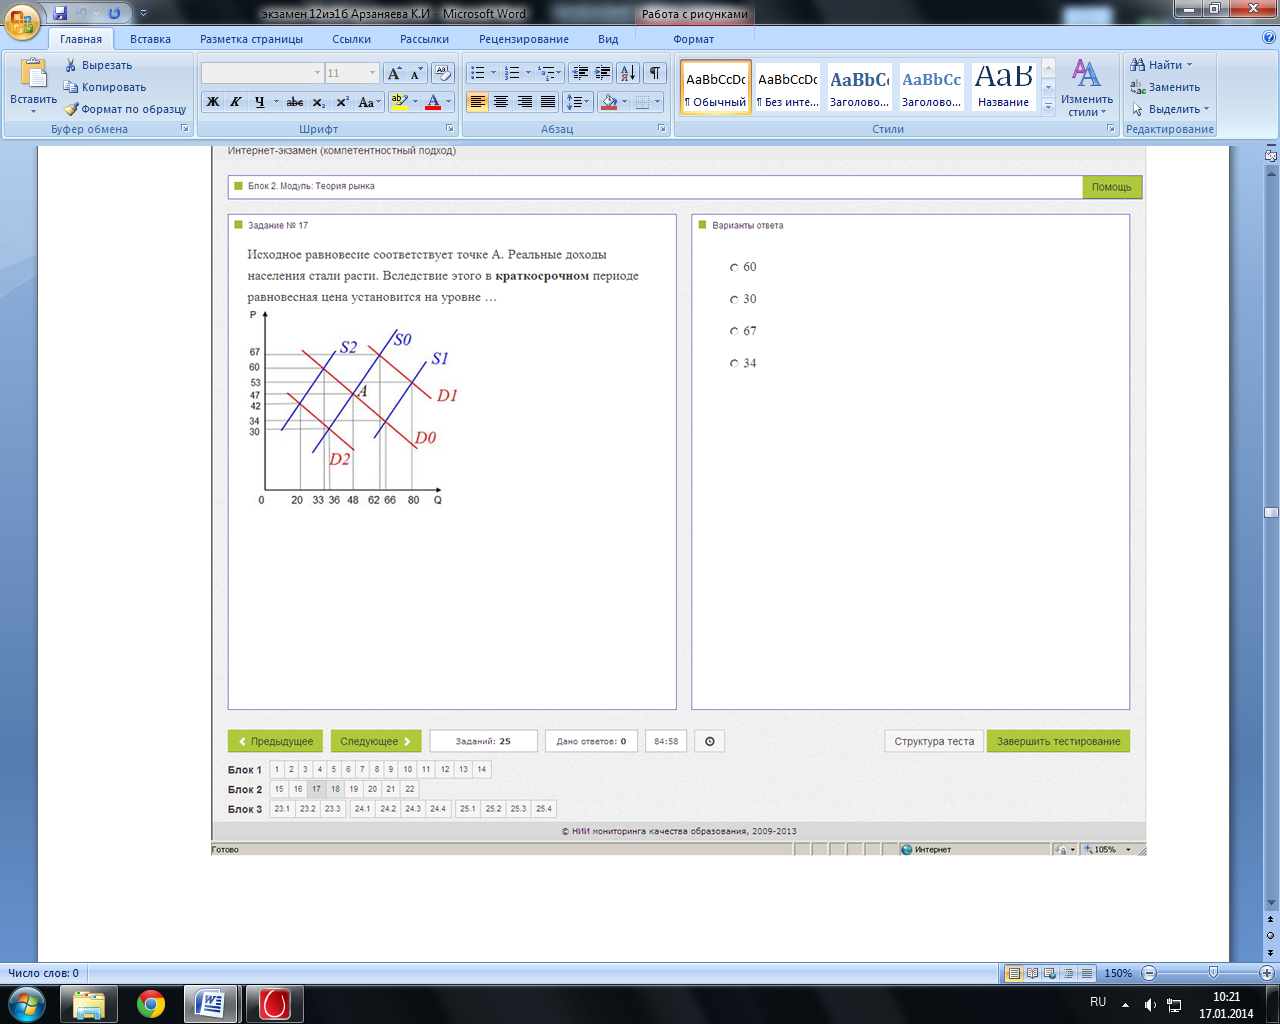 экзамен 12иэ1б Арзаняева К.И - Microsoft Word
Работа с рисунками
Главная Вставка Разметка страницы Ссылки Рассылки Рецензирование Вид Формат
Вставить
Вырезать
Копировать
Формат по образцу
Буфер обмена
11
Ж К Ч abc x₂ x² Aa
Шрифт
Абзац
AaBbCcDc AaBbCcDc AaBbCc AaBbCc АаВ
¶ Обычный ¶ Без инте... Заголово... Заголово... Название
Изменить стили
Стили
Найти
Заменить
Выделить
Редактирование
Интернет-экзамен (компетентностный подход)
Блок 2. Модуль: Теория рынка
Помощь
Задание № 17
Исходное равновесие соответствует точке А. Реальные доходы
населения стали расти. Вследствие этого в краткосрочном периоде
равновесная цена установится на уровне …
P
67
60
53
47
42
34
30
S2 S0 S1
A
D1
D0
D2
0 20 33 36 48 62 66 80 Q
Варианты ответа
60
30
67
34
Предыдущее Следующее Заданий: 25 Дано ответов: 0 84:58 Структура теста Завершить тестирование
Блок 1 1 2 3 4 5 6 7 8 9 10 11 12 13 14
Блок 2 15 16 17 18 19 20 21 22
Блок 3 23.1 23.2 23.3 24.1 24.2 24.3 24.4 25.1 25.2 25.3 25.4
© НИИ мониторинга качества образования, 2009-2013
Готово Интернет 105%
Число слов: 0 150%
RU 10:21
17.01.2014